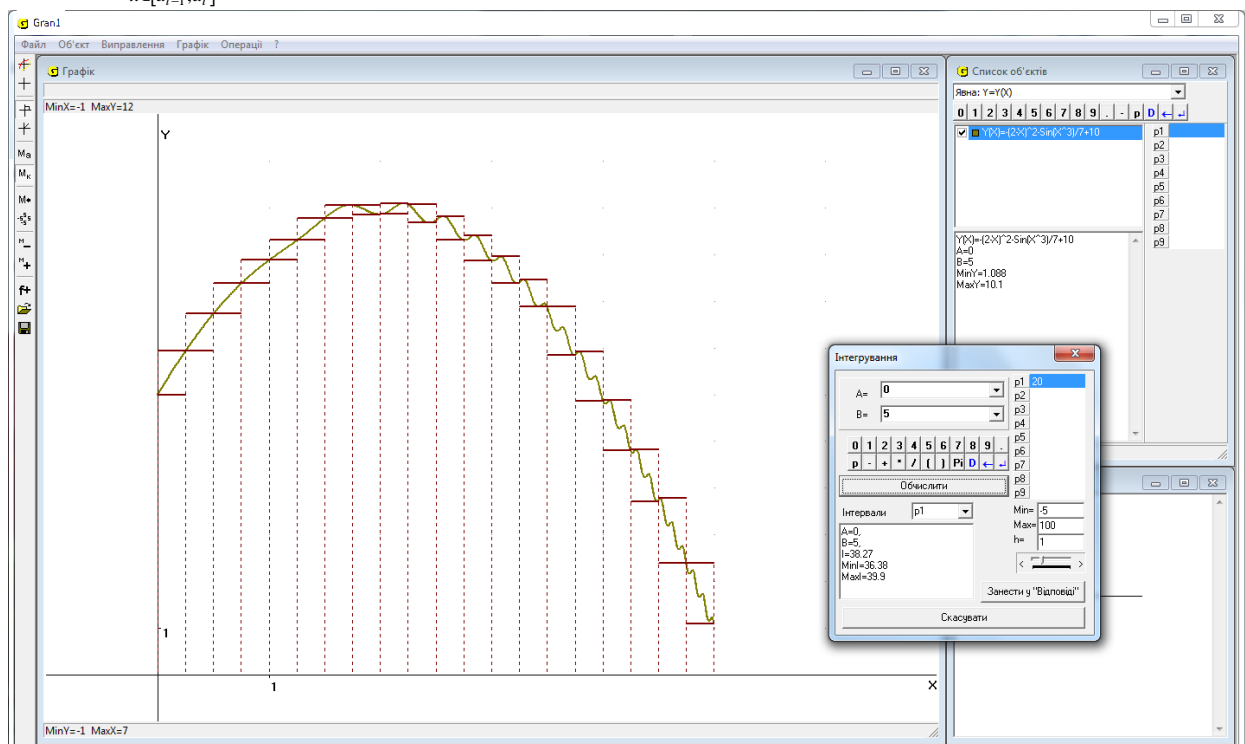 Gran1
Файл Об'єкт Виправлення Графік Операції ?
Графік
MinX=-1 MaxY=12
Y
1
1
X
MinY=-1 MaxX=7
Ma
Mк
M
M
M
f+
Список об'єктів
Явна: Y=Y(X)
0 1 2 3 4 5 6 7 8 9 . - p D ← ↵
Y(X)=-(2-X)^2-Sin(X^3)/7+10
p1
p2
p3
p4
p5
p6
p7
p8
p9
Y(X)=-(2-X)^2-Sin(X^3)/7+10
A=0
B=5
MinY=1.088
MaxY=10.1
Інтегрування
A= 0
B= 5
p1 20
p2
p3
p4
p5
p6
p7
p8
p9
0 1 2 3 4 5 6 7 8 9 .
p - + * / ( ) Pi D ← ↵
Обчислити
Інтервали p1
A=0,
B=5,
I=38.27
MinI=36.38
MaxI=39.9
Min= -5
Max= 100
h= 1
< >
Занести у "Відповіді"
Скасувати